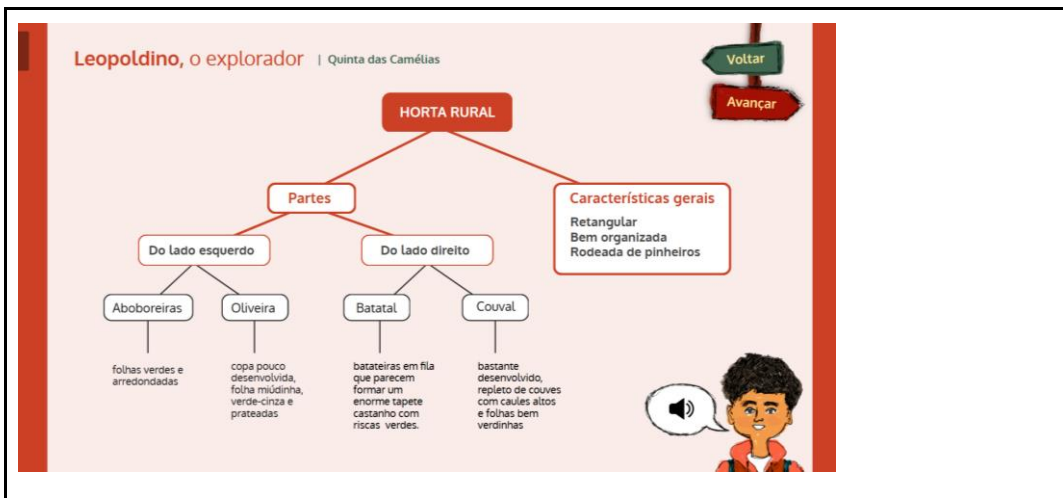 Leopoldino, o explorador | Quinta das Camélias
Voltar
Avançar
HORTA RURAL
Partes
Características gerais
Retangular
Bem organizada
Rodeada de pinheiros
Do lado esquerdo
Do lado direito
Aboboreiras
Oliveira
Batatal
Couval
folhas verdes e
arredondadas
copa pouco
desenvolvida,
folha miúdinha,
verde-cinza e
prateadas
batateiras em fila
que parecem
formar um
enorme tapete
castanho com
riscas verdes.
bastante
desenvolvido,
repleto de couves
com caules altos
e folhas bem
verdinhas